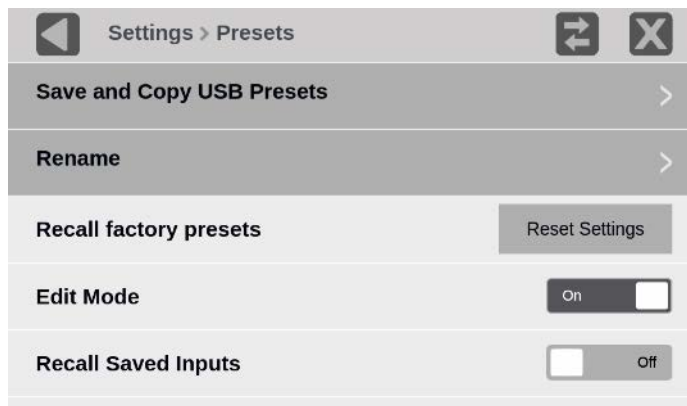 Settings > Presets
Save and Copy USB Presets
Rename
Recall factory presets Reset Settings
Edit Mode On
Recall Saved Inputs Off